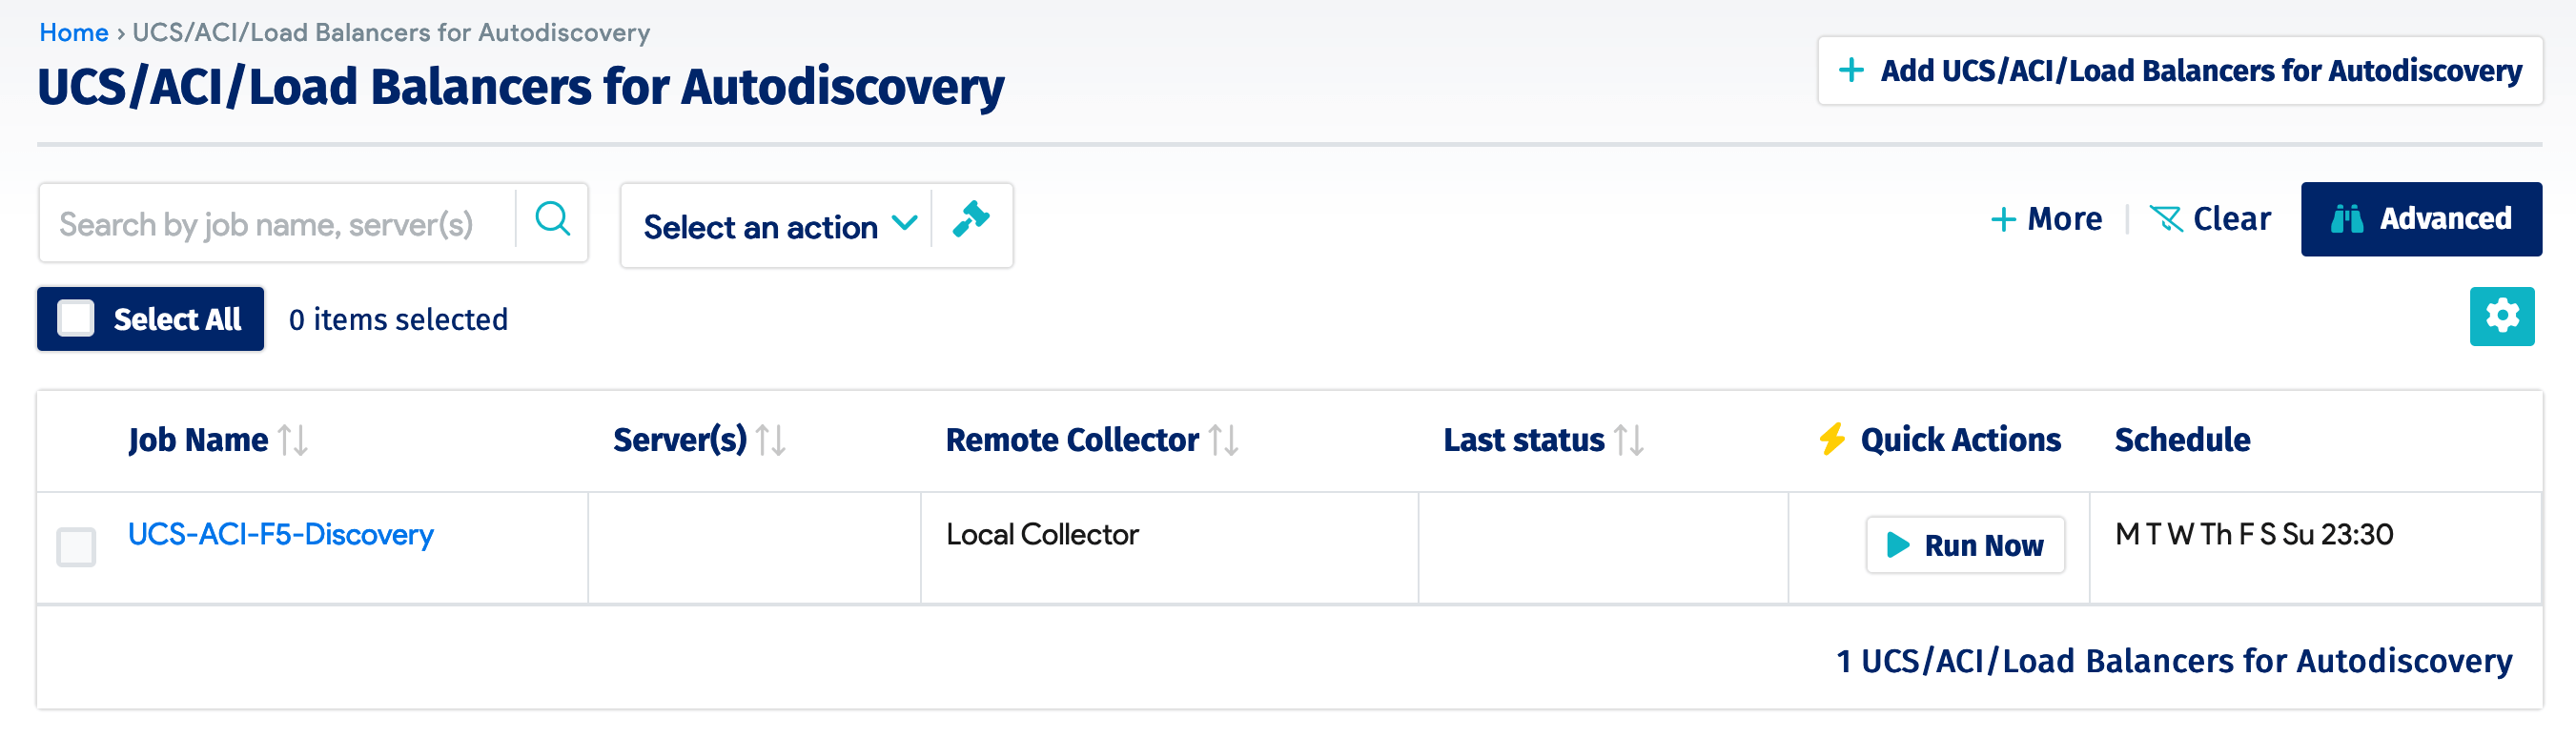 Home › UCS/ACI/Load Balancers for Autodiscovery
UCS/ACI/Load Balancers for Autodiscovery
+ Add UCS/ACI/Load Balancers for Autodiscovery
Search by job name, server(s)
Select an action
+ More
Clear
Advanced
Select All
0 items selected
Job Name Server(s) Remote Collector Last status Quick Actions Schedule
UCS-ACI-F5-Discovery Local Collector Run Now M T W Th F S Su 23:30
1 UCS/ACI/Load Balancers for Autodiscovery